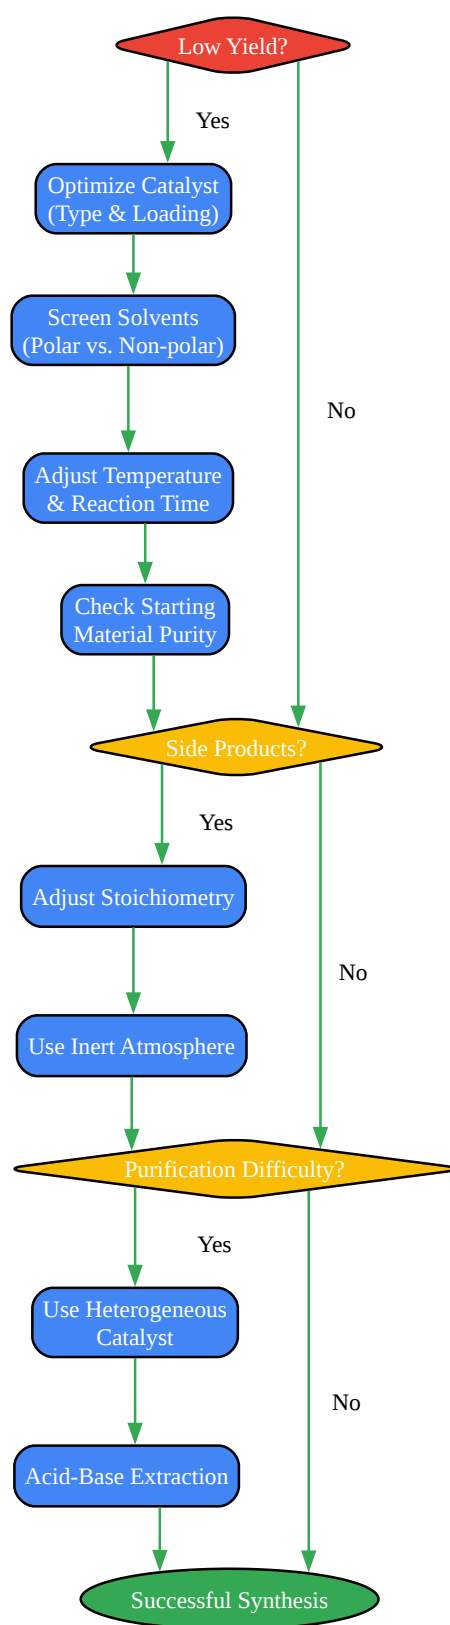 Low Yield?
Yes
Optimize Catalyst
(Type & Loading)
Screen Solvents
(Polar vs. Non-polar)
No
Adjust Temperature
& Reaction Time
Check Starting
Material Purity
Side Products?
Yes
Adjust Stoichiometry
No
Use Inert Atmosphere
Purification Difficulty?
Yes
Use Heterogeneous
Catalyst
No
Acid-Base Extraction
Successful Synthesis